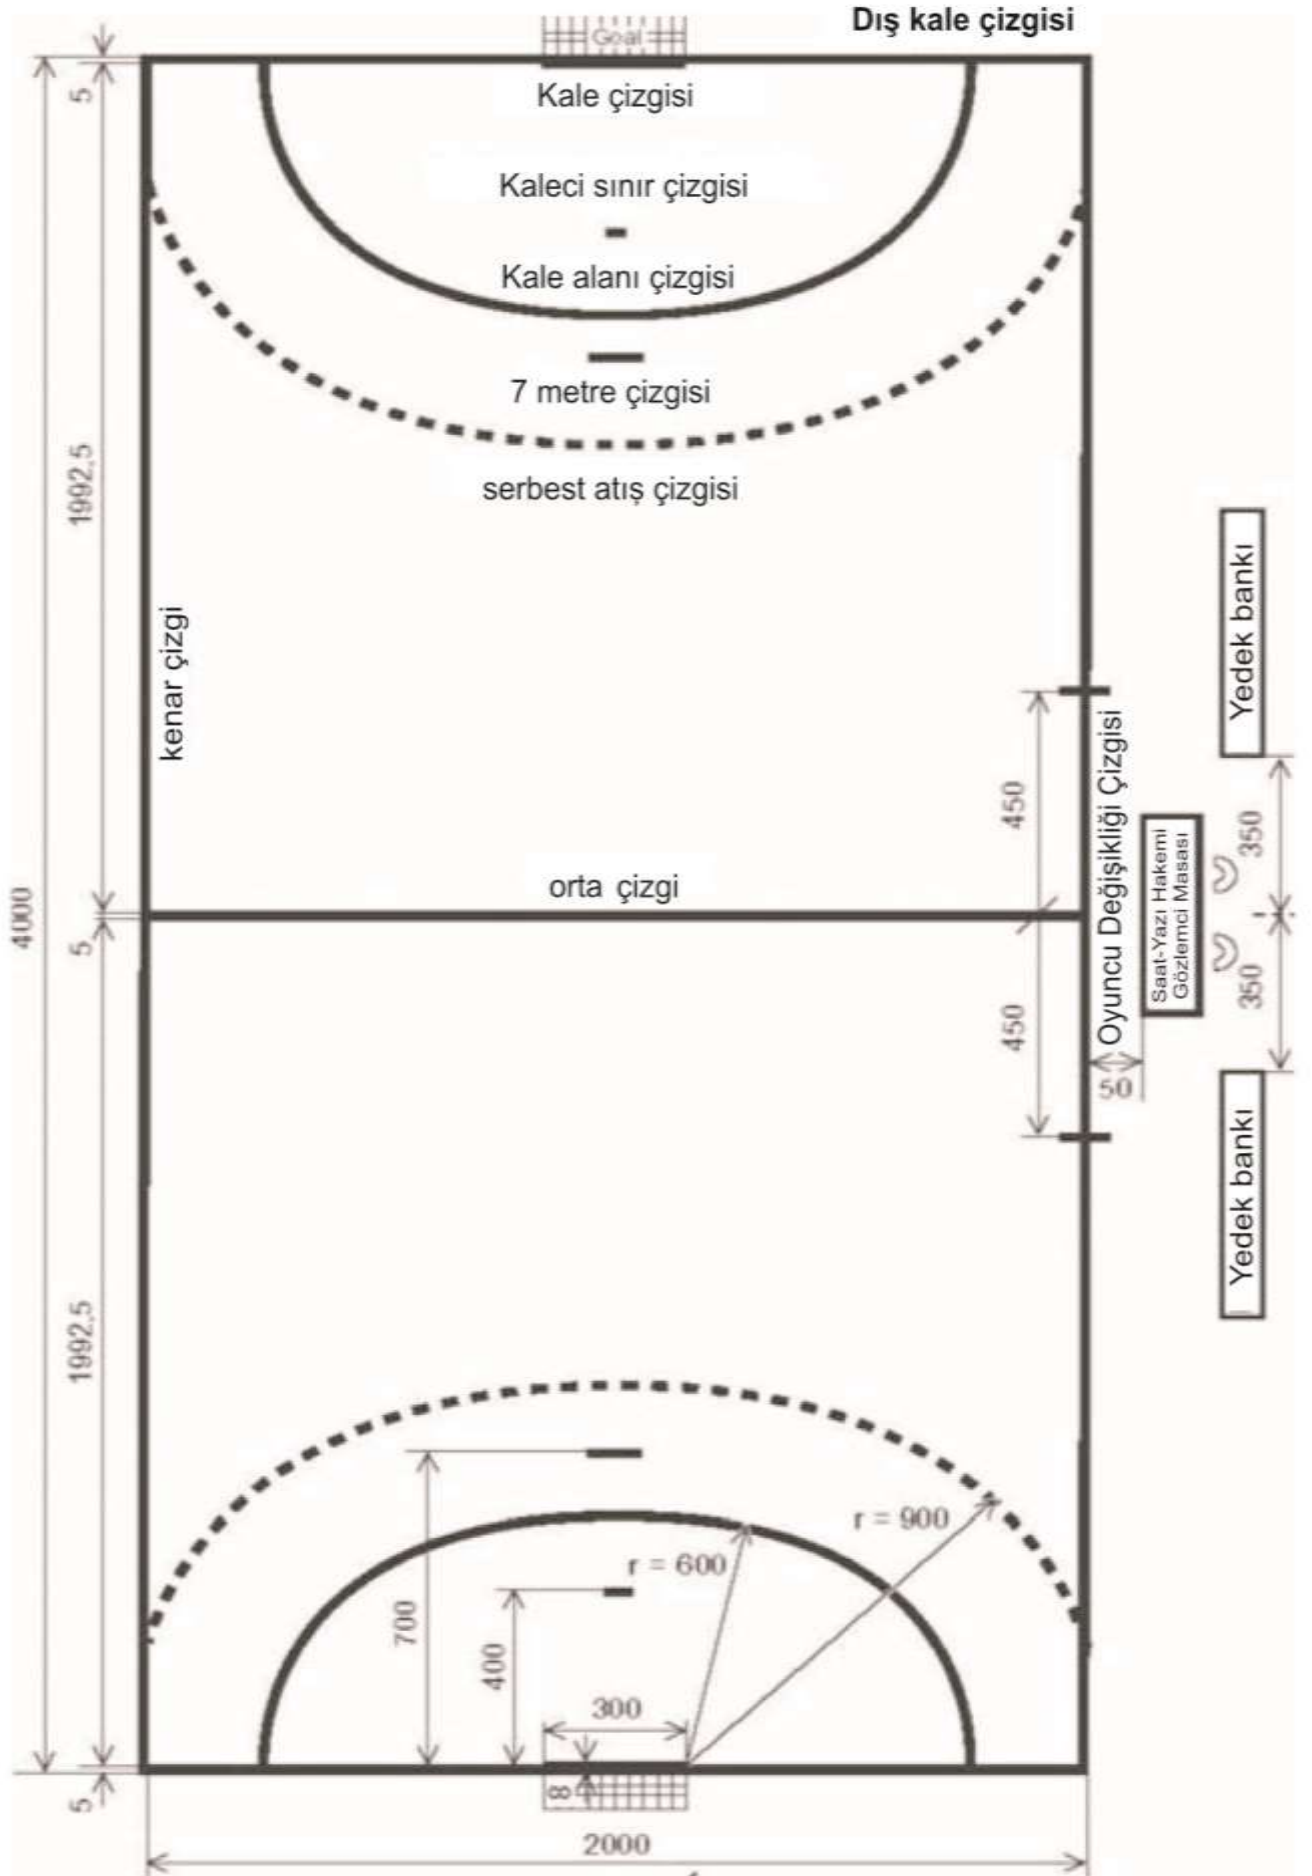 Dış kale çizgisi
Goal
5
Kale çizgisi
Kaleci sınır çizgisi
Kale alanı çizgisi
7 metre çizgisi
serbest atış çizgisi
1992,5
kenar çizgi
Yedek bankı
450
Oyuncu Değişikliği Çizgisi
350
Saat-Yazı Hakemi
Gözlemci Masası
orta çizgi
4000
5
450
350
50
Yedek bankı
1992,5
r = 900
r = 600
700
400
300
8
5
2000